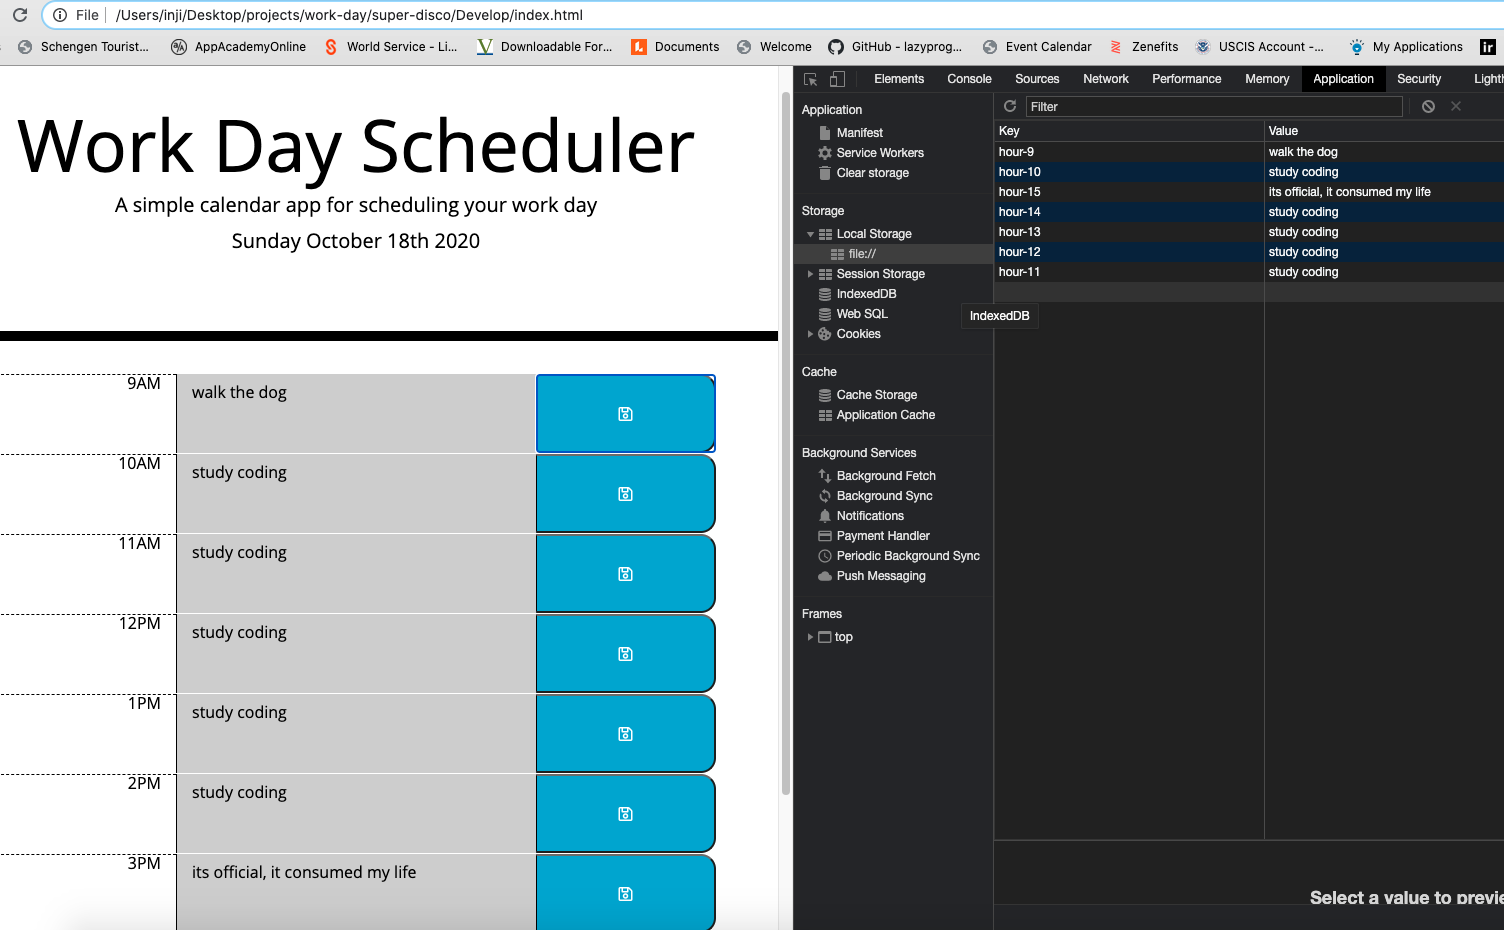 File /Users/inji/Desktop/projects/work-day/super-disco/Develop/index.html
Schengen Tourist... AppAcademyOnline World Service - Li... Downloadable For... Documents Welcome GitHub - lazyprog... Event Calendar Zenefits USCIS Account -... My Applications ir
Work Day Scheduler
A simple calendar app for scheduling your work day
Sunday October 18th 2020
9AM walk the dog
10AM study coding
11AM study coding
12PM study coding
1PM study coding
2PM study coding
3PM its official, it consumed my life
Elements Console Sources Network Performance Memory Application Security Lighth
Application
Manifest
Service Workers
Clear storage
Storage
Local Storage
file://
Session Storage
IndexedDB
Web SQL
Cookies
IndexedDB
Cache
Cache Storage
Application Cache
Background Services
Background Fetch
Background Sync
Notifications
Payment Handler
Periodic Background Sync
Push Messaging
Frames
top
Filter
Key Value
hour-9 walk the dog
hour-10 study coding
hour-15 its official, it consumed my life
hour-14 study coding
hour-13 study coding
hour-12 study coding
hour-11 study coding
Select a value to previe